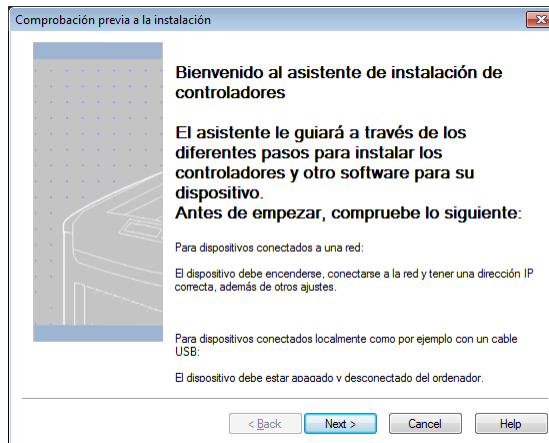 Comprobación previa a la instalación
Bienvenido al asistente de instalación de
controladores
El asistente le guiará a través de los
diferentes pasos para instalar los
controladores y otro software para su
dispositivo.
Antes de empezar, compruebe lo siguiente:
Para dispositivos conectados a una red:
El dispositivo debe encenderse, conectarse a la red y tener una dirección IP
correcta, además de otros ajustes.
Para dispositivos conectados localmente como por ejemplo con un cable
USB:
El dispositivo debe estar apagado y desconectado del ordenador.
< Back Next > Cancel Help